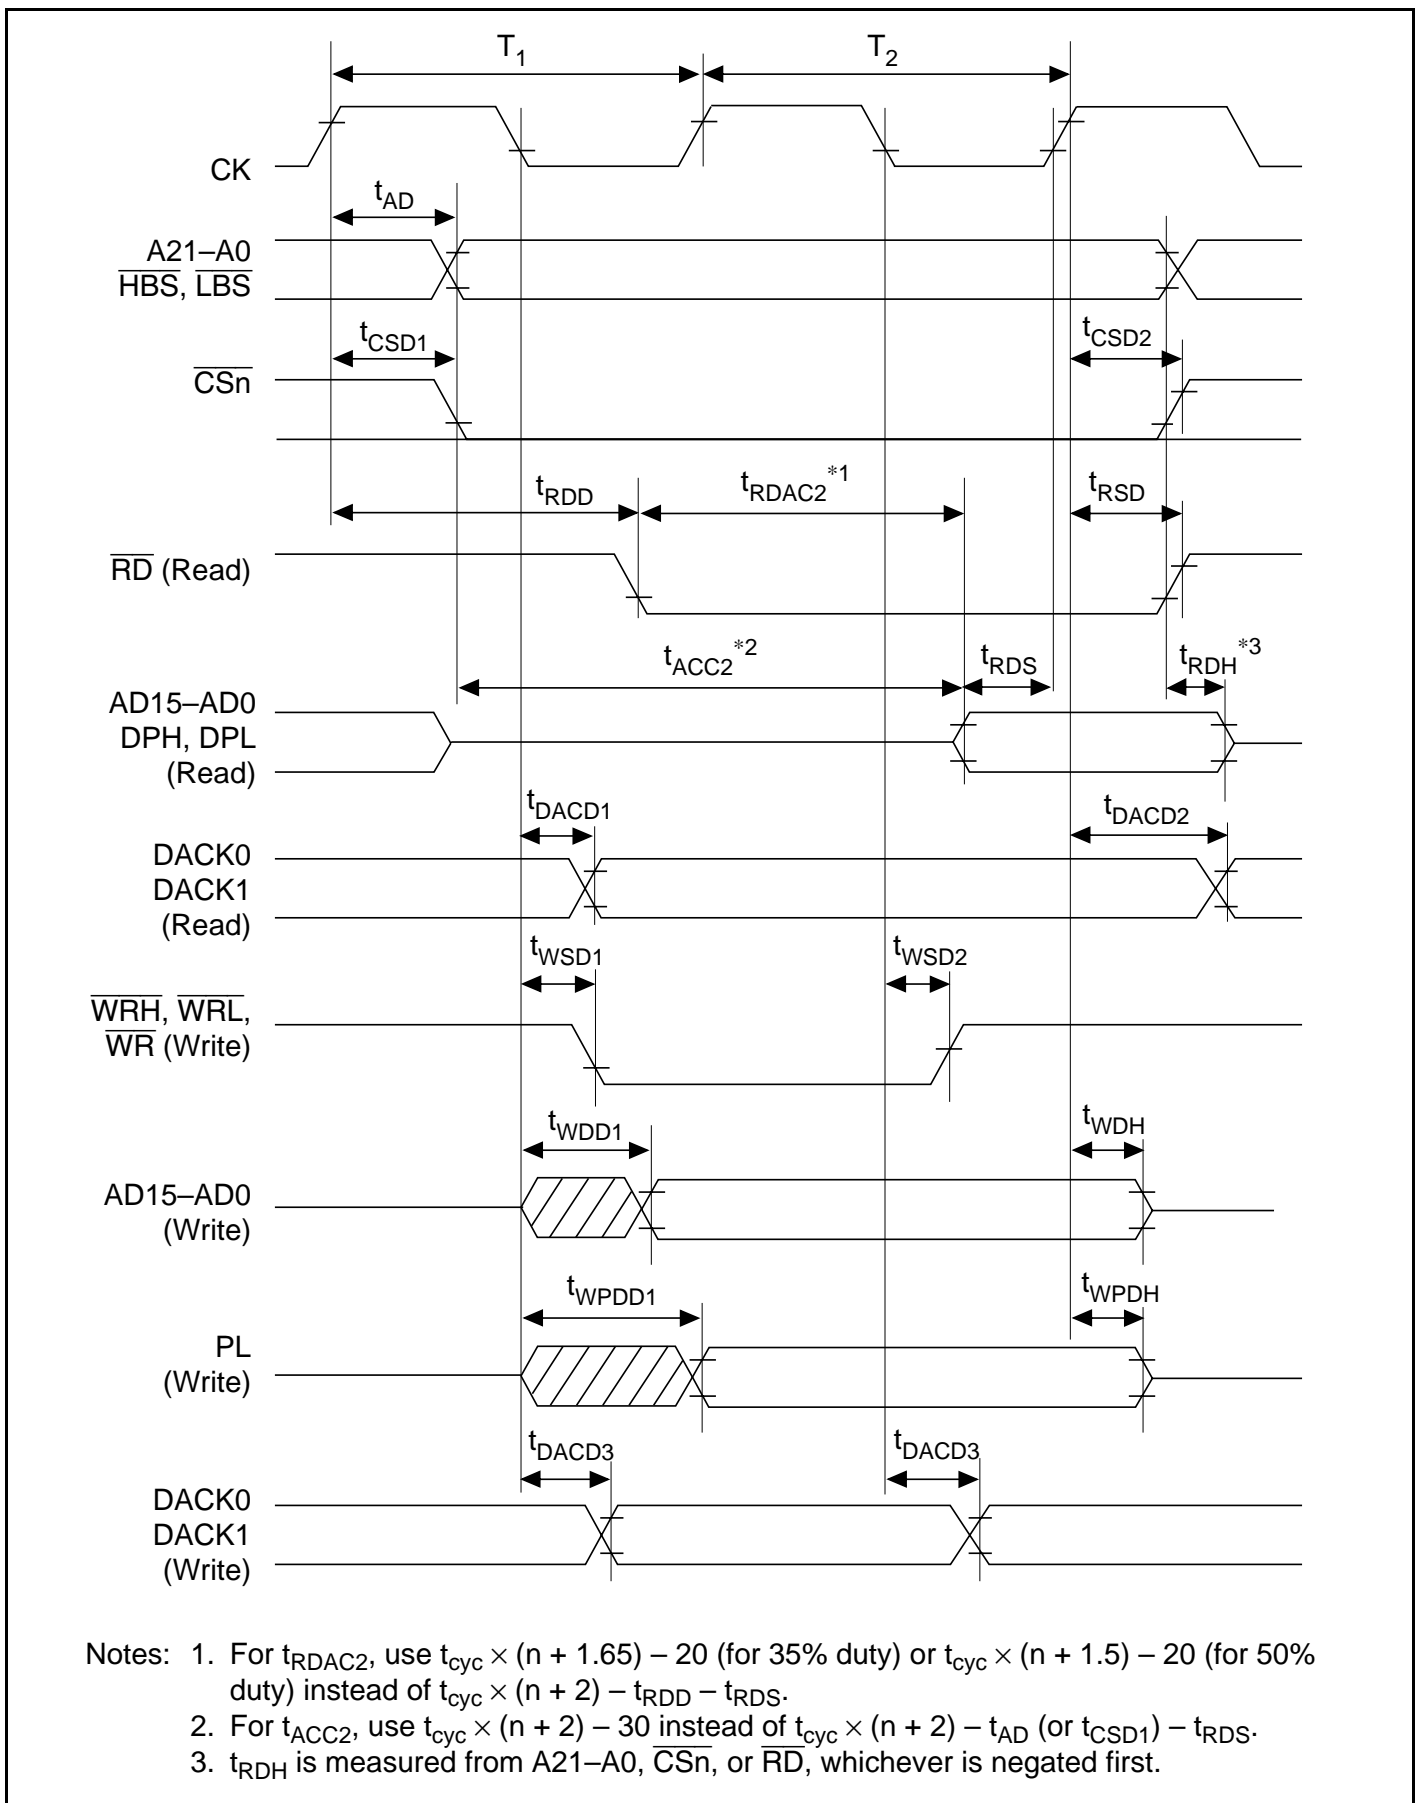 T1 T2
CK
tAD
A21–A0
HBS, LBS
tCSD1 tCSD2
CSn
tRDD tRDAC2*1 tRSD
RD (Read)
tACC2*2 tRDS tRDH*3
AD15–AD0
DPH, DPL
(Read)
tDACD1 tDACD2
DACK0
DACK1
(Read)
tWSD1 tWSD2
WRH, WRL,
WR (Write)
tWDD1 tWDH
AD15–AD0
(Write)
tWPDD1 tWPDH
PL
(Write)
tDACD3 tDACD3
DACK0
DACK1
(Write)
Notes: 1. For tRDAC2, use tcyc × (n + 1.65) – 20 (for 35% duty) or tcyc × (n + 1.5) – 20 (for 50%
duty) instead of tcyc × (n + 2) – tRDD – tRDS.
2. For tACC2, use tcyc × (n + 2) – 30 instead of tcyc × (n + 2) – tAD (or tCSD1) – tRDS.
3. tRDH is measured from A21–A0, CSn, or RD, whichever is negated first.